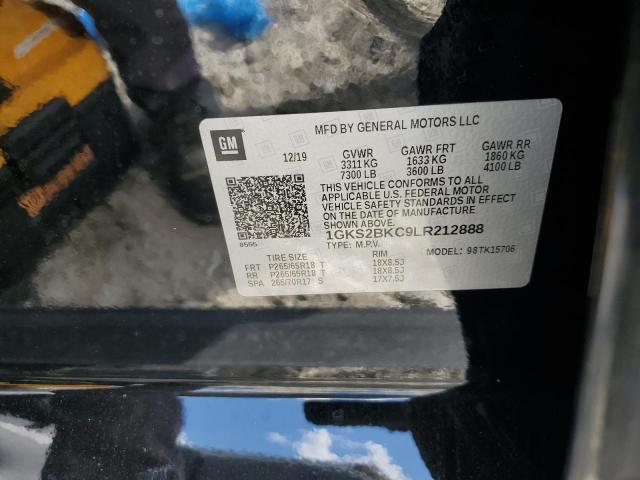 GM
MFD BY GENERAL MOTORS LLC
12/19 GVWR GAWR FRT GAWR RR
3311 KG 1633 KG 1860 KG
7300 LB 3600 LB 4100 LB
THIS VEHICLE CONFORMS TO ALL
APPLICABLE U.S. FEDERAL MOTOR
VEHICLE SAFETY STANDARDS IN EFFECT
ON THE DATE OF MANUFACTURE
SHOWN ABOVE.
1GKS2BKC9LR212888
TYPE: M.P.V.
MODEL: 98TK15706
TIRE SIZE RIM
FRT P265/65R18 T 18X8.5J
RR P265/65R18 T 18X8.5J
SPA 265/70R17 S 17X7.5J